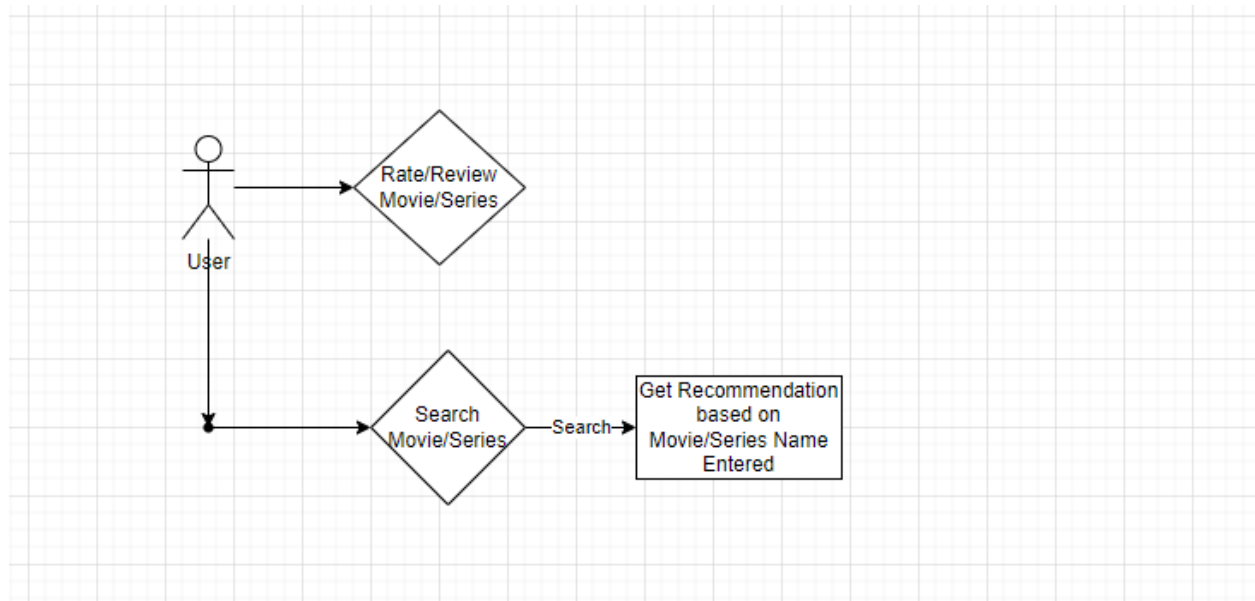 Rate/Review
Movie/Series
User
Search
Movie/Series
Search
Get Recommendation
based on
Movie/Series Name
Entered